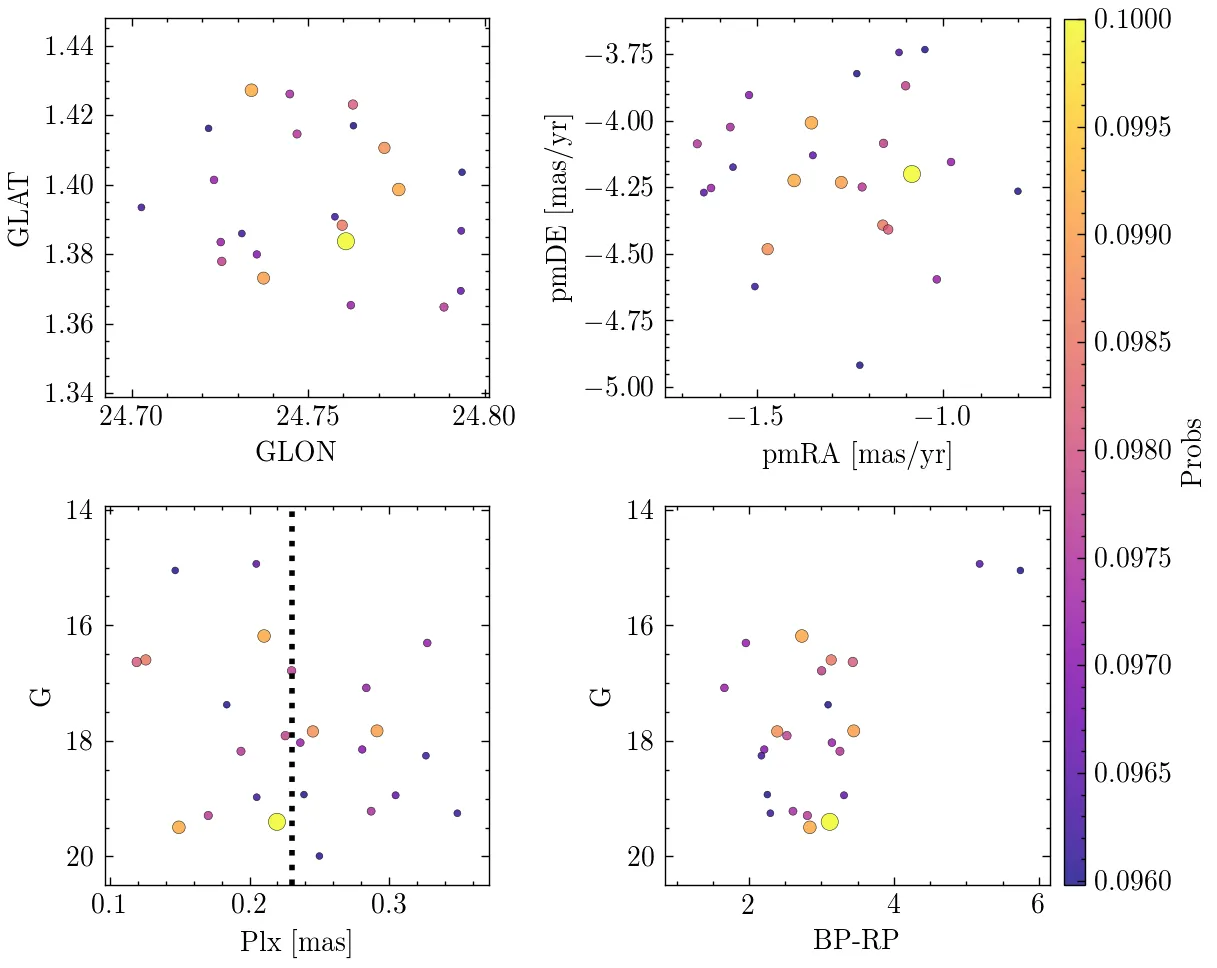 1.44
1.42
1.40
1.38
1.36
1.34
GLAT
24.70 24.75 24.80
GLON
−3.75
−4.00
−4.25
−4.50
−4.75
−5.00
pmDE [mas/yr]
−1.5 −1.0
pmRA [mas/yr]
14
16
18
20
G
0.1 0.2 0.3
Plx [mas]
14
16
18
20
G
2 4 6
BP-RP
0.1000
0.0995
0.0990
0.0985
0.0980
0.0975
0.0970
0.0965
0.0960
Probs